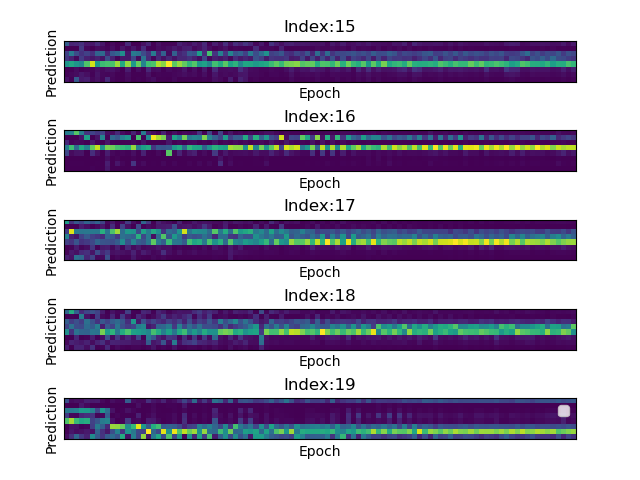 Index:15
Prediction
Epoch
Index:16
Prediction
Epoch
Index:17
Prediction
Epoch
Index:18
Prediction
Epoch
Index:19
Prediction
Epoch